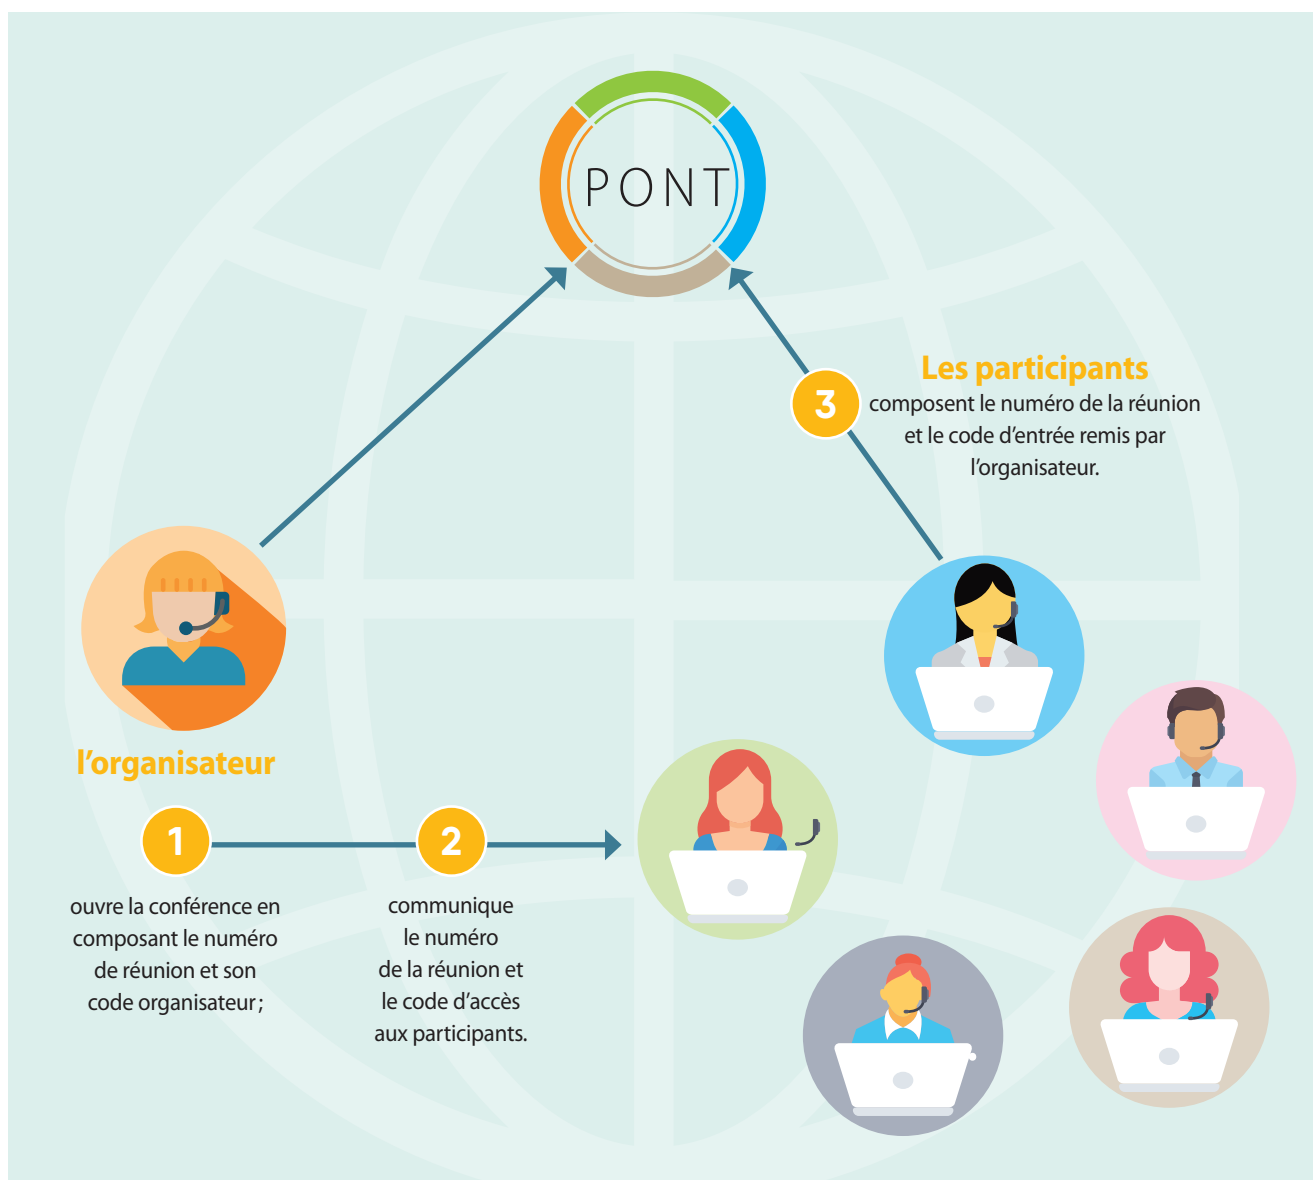 PONT
3
Les participants
composent le numéro de la réunion
et le code d'entrée remis par
l'organisateur.
l'organisateur
1
ouvre la conférence en
composant le numéro
de réunion et son
code organisateur ;
2
communique
le numéro
de la réunion et
le code d'accès
aux participants.